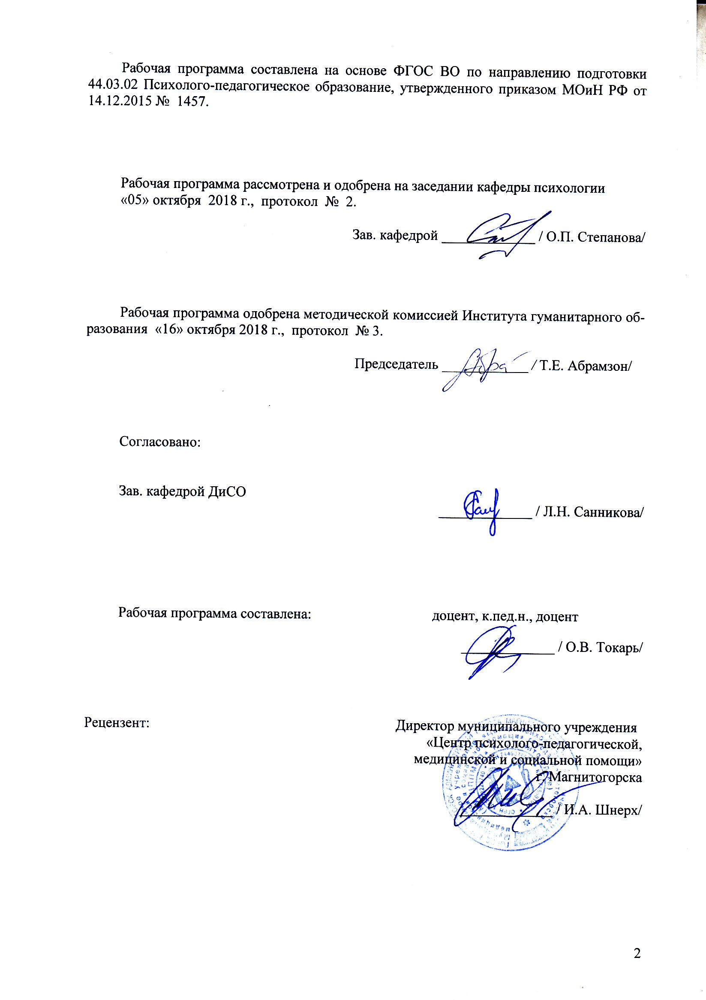 Рабочая программа составлена на основе ФГОС ВО по направлению подготовки
44.03.02 Психолого-педагогическое образование, утвержденного приказом МОиН РФ от
14.12.2015 № 1457.
Рабочая программа рассмотрена и одобрена на заседании кафедры психологии
«05» октября 2018 г., протокол № 2.
Зав. кафедрой / О.П. Степанова/
Рабочая программа одобрена методической комиссией Института гуманитарного об-
разования «16» октября 2018 г., протокол № 3.
Председатель / Т.Е. Абрамзон/
Согласовано:
Зав. кафедрой ДиСО
/ Л.Н. Санникова/
Рабочая программа составлена: доцент, к.пед.н., доцент
/ О.В. Токарь/
Рецензент: Директор муниципального учреждения
«Центр психолого-педагогической,
медицинской и социальной помощи»
г. Магнитогорска
/ И.А. Шнерх/
2